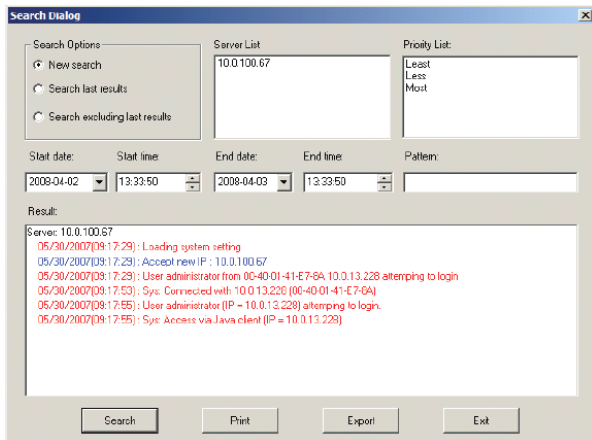 Search Dialog
Search Options
New search
Search last results
Search excluding last results
Server List
10.0.100.67
Priority List:
Least
Less
Most
Start date:
Start time:
End date:
End time:
Pattern:
2008-04-02
13:33:50
2008-04-03
13:33:50
Result:
Server: 10.0.100.67
05/30/2007(09:17:29) : Loading system setting
05/30/2007(09:17:29) : Accept new IP : 10.0.100.67
05/30/2007(09:17:29) : User administrator from 00-40-01-41-E7-8A 10.0.13.228 attemping to login
05/30/2007(09:17:53) : Sys: Connected with 10.0.13.228 (00-40-01-41-E7-8A)
05/30/2007(09:17:55) : User administrator (IP = 10.0.13.228) attemping to login.
05/30/2007(09:17:55) : Sys: Access via Java client (IP = 10.0.13.228)
Search
Print
Export
Exit